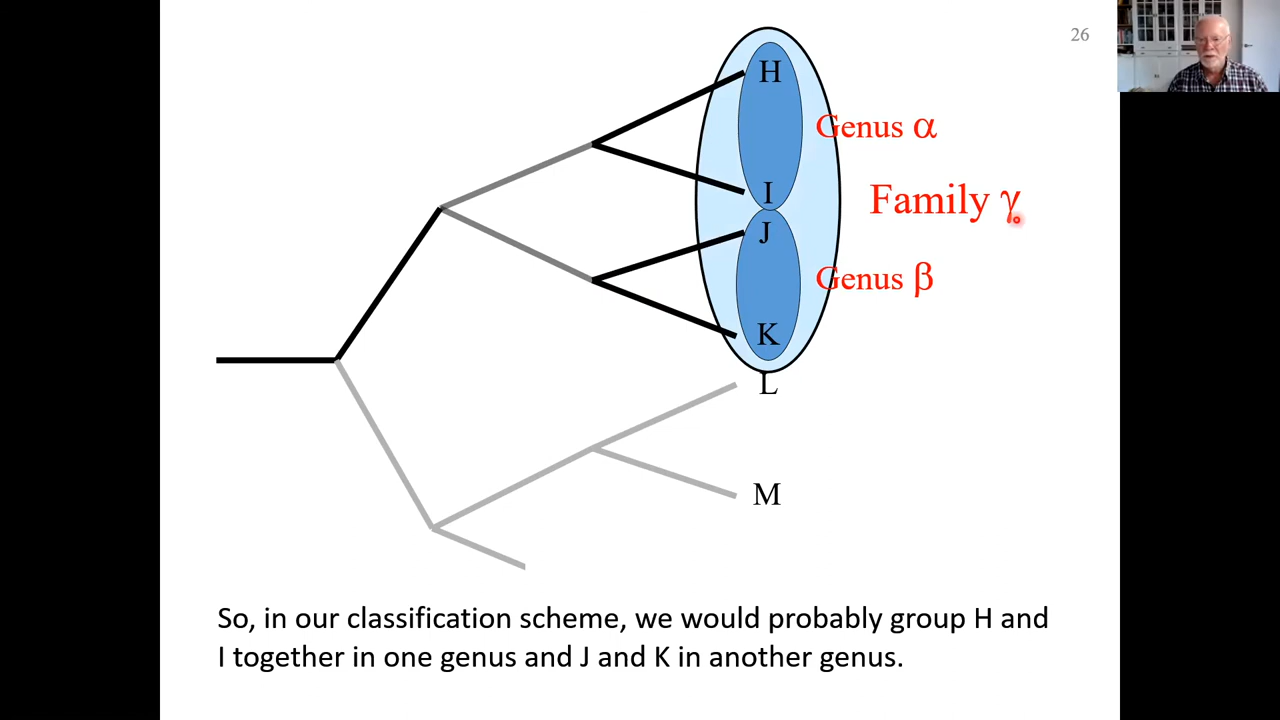 26
H
Genus α
I
Family γ
J
Genus β
K
L
M
So, in our classification scheme, we would probably group H and
I together in one genus and J and K in another genus.